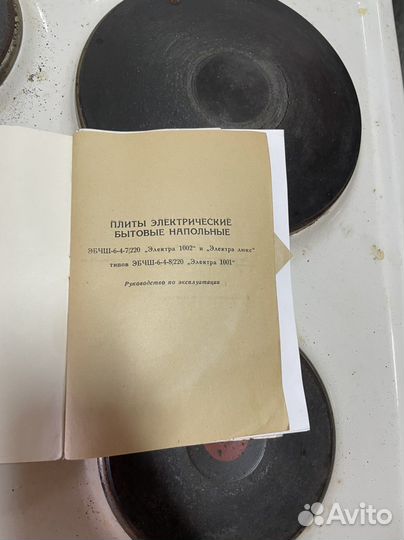 ПЛИТЫ ЭЛЕКТРИЧЕСКИЕ
БЫТОВЫЕ НАПОЛЬНЫЕ
ЭБЧШ-6-4-7/220 „Электра 1002" и „Электра люкс"
типов ЭБЧШ-6-4-8/220 „Электра 1001"
Руководство по эксплуатации
Avito